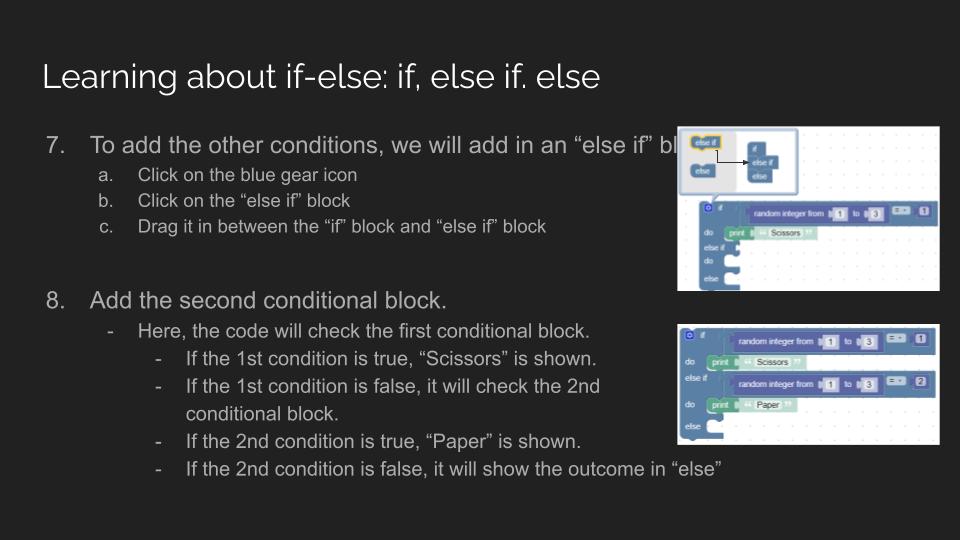 Learning about if-else: if, else if. else
7. To add the other conditions, we will add in an “else if”
a. Click on the blue gear icon
b. Click on the “else if” block
c. Drag it in between the “if” block and “else if” block
else if
if
else if
else
else
if
random integer from 1 to 3 = 1
do print “ Scissors ”
else if
do
else
8. Add the second conditional block.
- Here, the code will check the first conditional block.
- If the 1st condition is true, “Scissors” is shown.
- If the 1st condition is false, it will check the 2nd
conditional block.
- If the 2nd condition is true, “Paper” is shown.
- If the 2nd condition is false, it will show the outcome in “else”
if
random integer from 1 to 3 = 1
do print “ Scissors ”
else if
random integer from 1 to 3 = 2
do print “ Paper ”
else